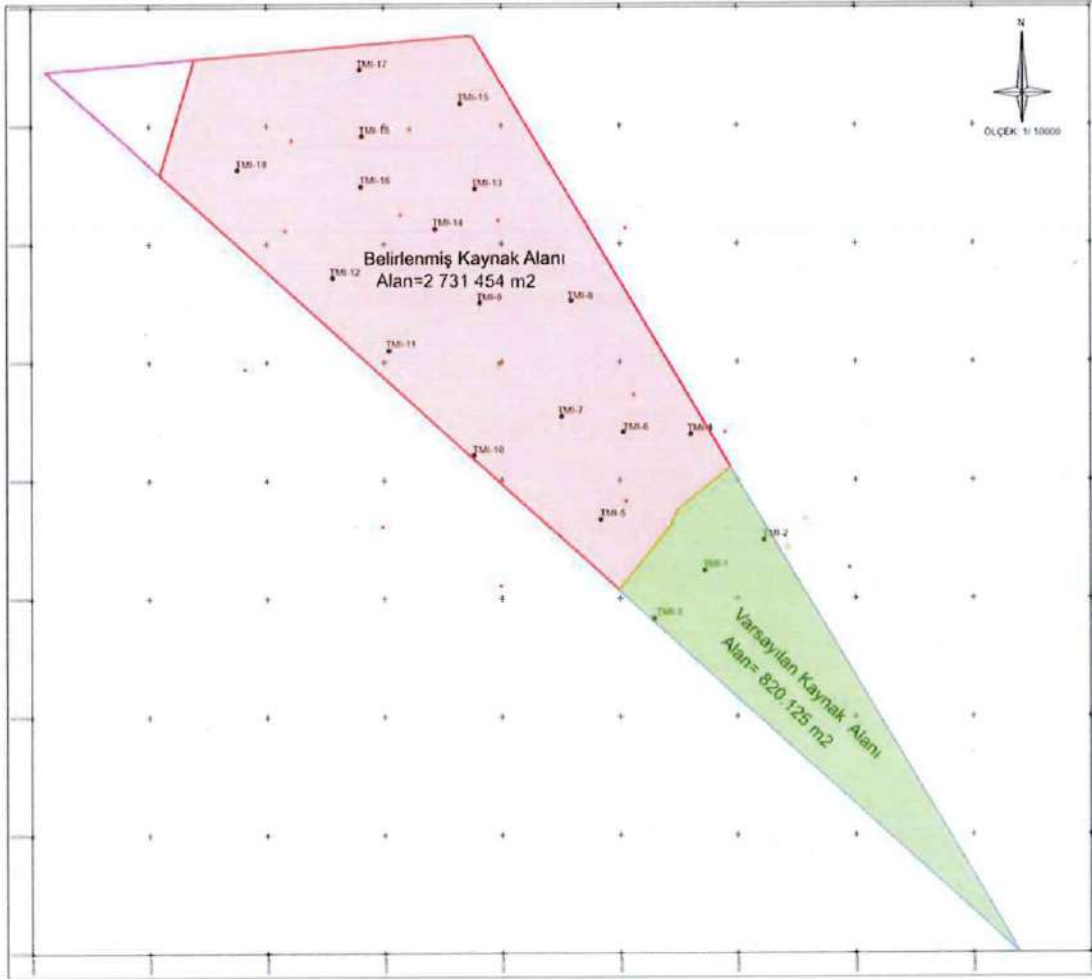 N
ÖLÇEK: 1/ 10000
TMI-17
TMI-15
TMI-18
TMI-16
TMI-13
TMI-14
Belirlenmiş Kaynak Alanı
Alan=2 731 454 m2
TMI-12
TMI-9
TMI-8
TMI-11
TMI-7
TMI-6
TMI-4
TMI-10
TMI-5
TMI-2
TMI-1
TMI-3
Varsayılan Kaynak Alanı
Alan= 820.125 m2